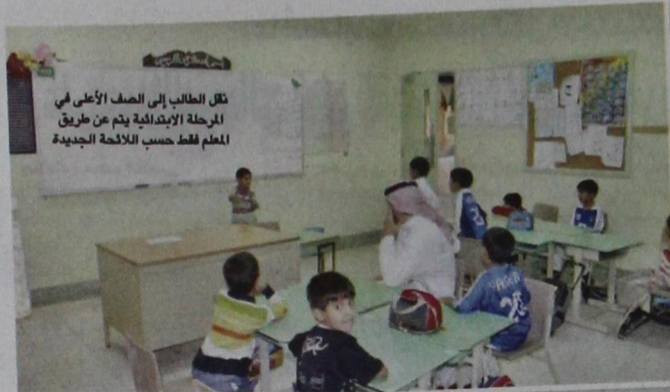 نقل الطالب إلى الصف الأعلى في
المرحلة الابتدائية يتم عن طريق
المعلم فقط حسب اللائحة الجديدة